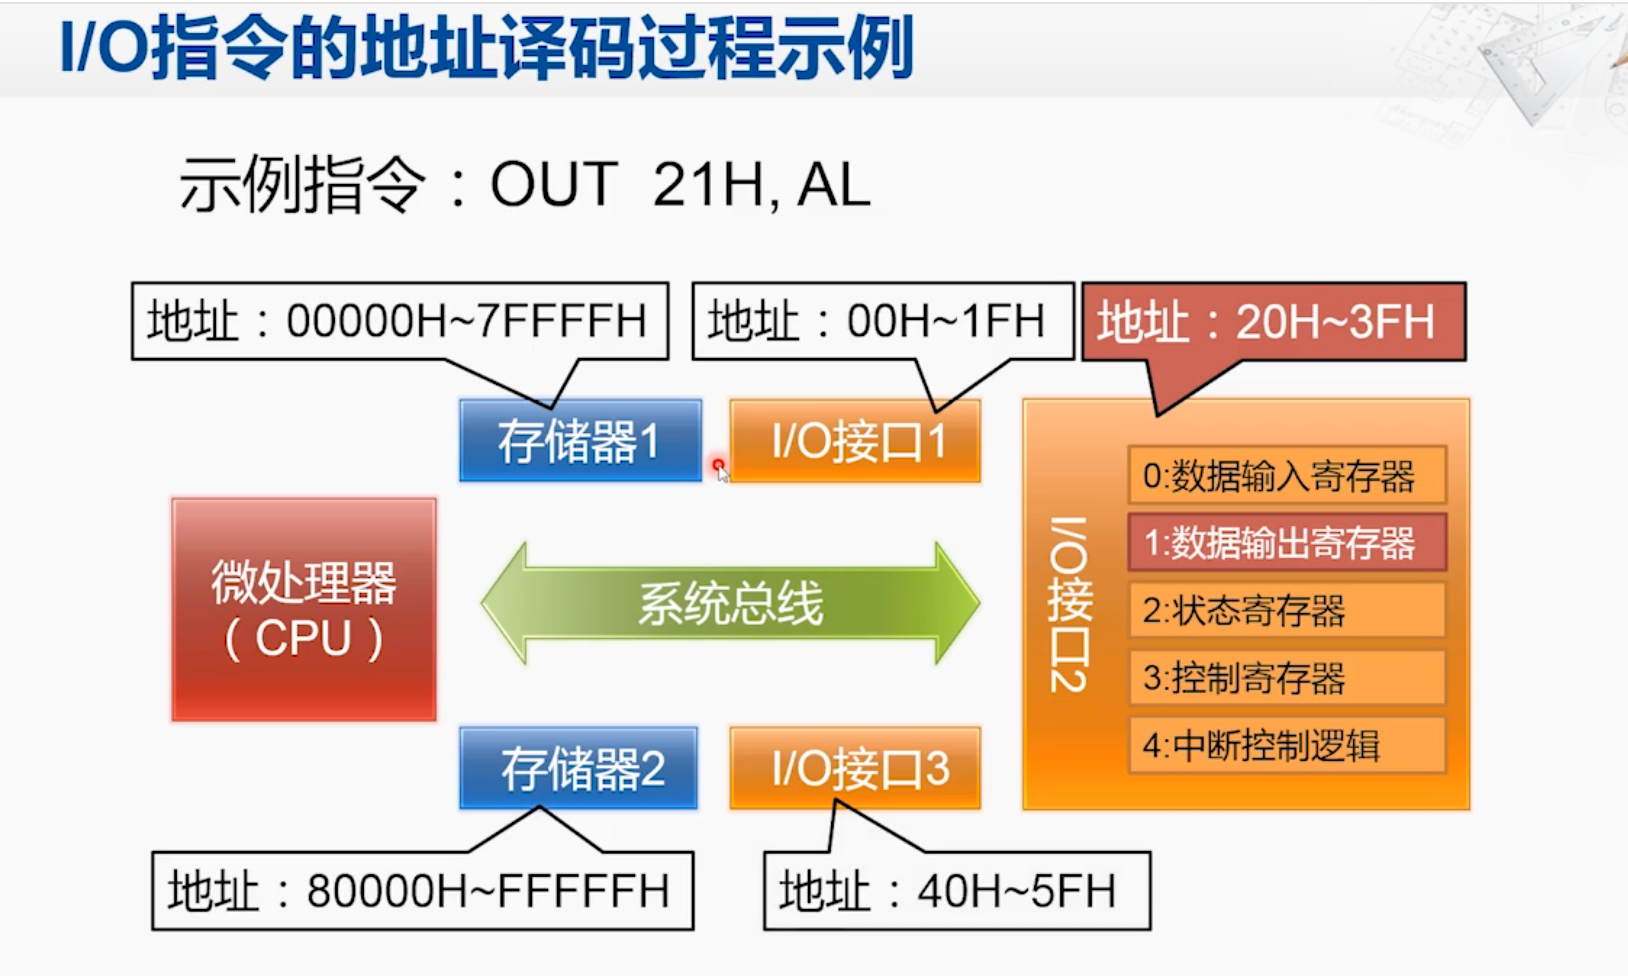 I/O指令的地址译码过程示例
示例指令：OUT 21H, AL
地址：00000H~7FFFFH
地址：00H~1FH
地址：20H~3FH
存储器1
I/O接口1
微处理器
（CPU）
系统总线
I/O接口2
0:数据输入寄存器
1:数据输出寄存器
2:状态寄存器
3:控制寄存器
4:中断控制逻辑
存储器2
I/O接口3
地址：80000H~FFFFFH
地址：40H~5FH